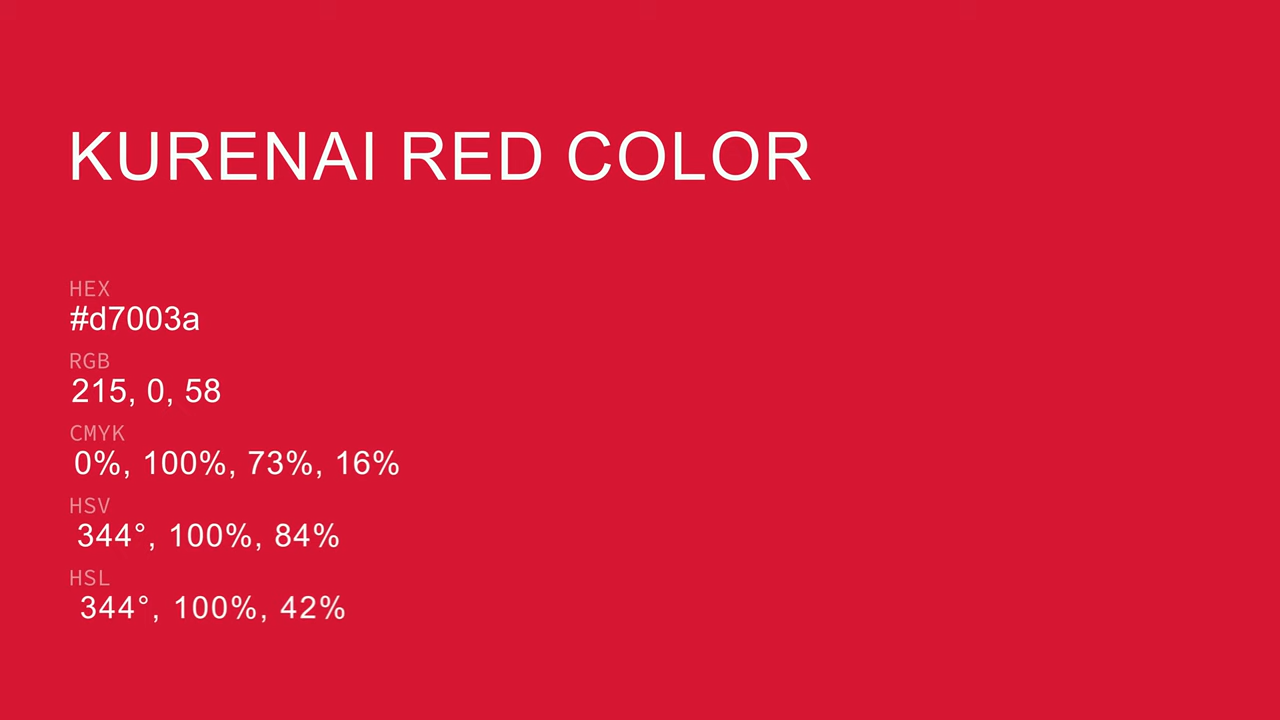 KURENAI RED COLOR
HEX
#d7003a
RGB
215, 0, 58
CMYK
0%, 100%, 73%, 16%
HSV
344°, 100%, 84%
HSL
344°, 100%, 42%